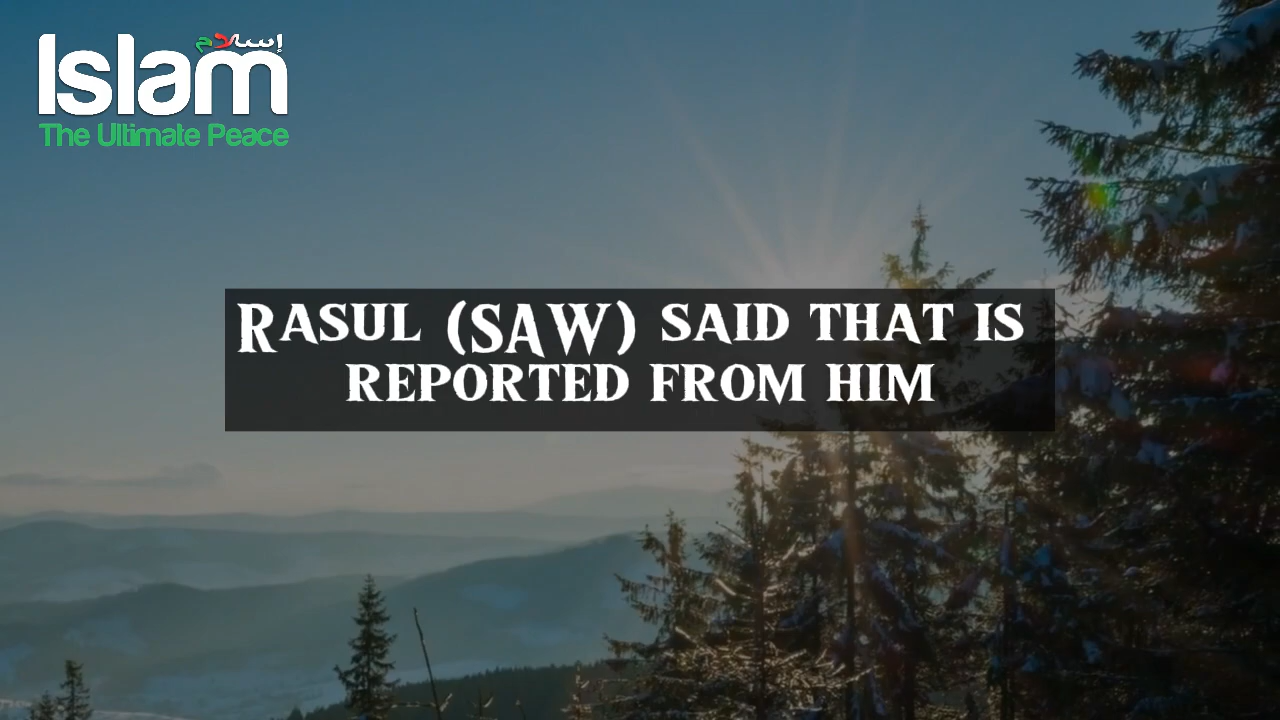 إسلام
Islam
The Ultimate Peace
Rasul (SAW) said that is
reported from him